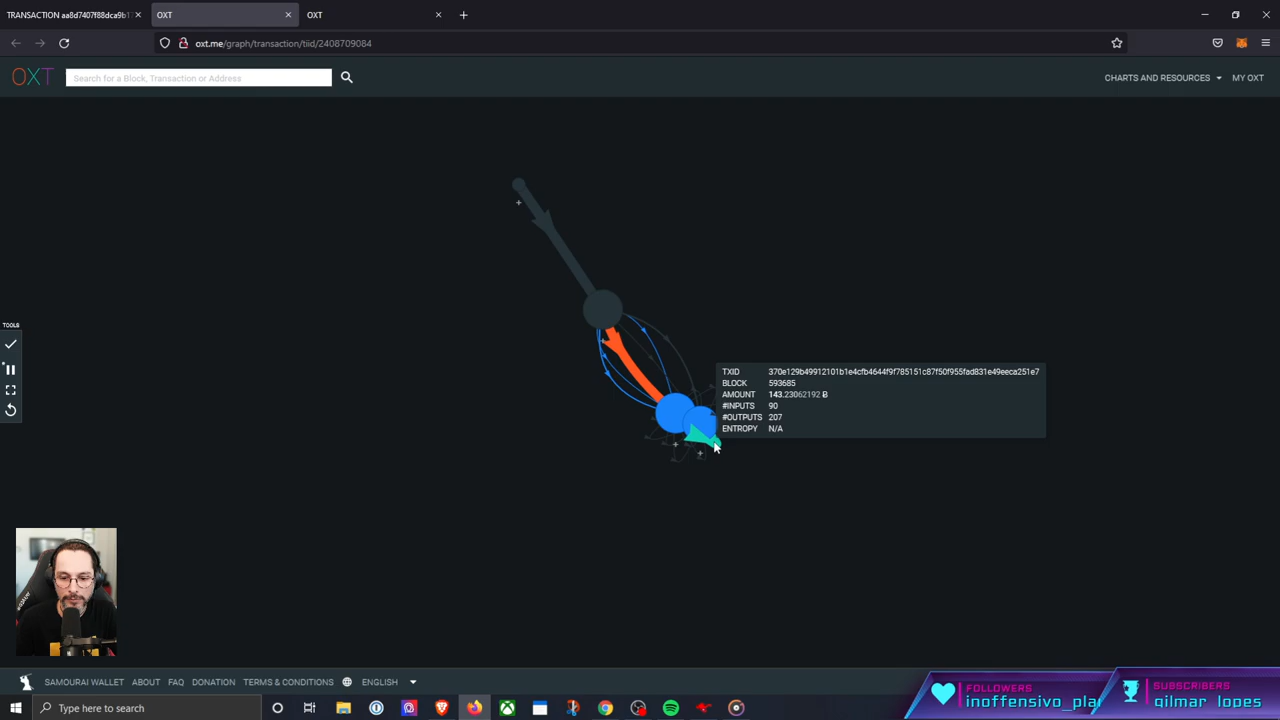 TRANSACTION aa8d7407f88dca9b1
OXT
OXT
oxt.me/graph/transaction/tiid/2408709084
OXT
Search for a Block, Transaction or Address
CHARTS AND RESOURCES
MY OXT
TOOLS
TXID 370e129b49912101b1e4cfb4644f9f785151c87f50f955fad831e49eeca251e7
BLOCK 593685
AMOUNT 143.23062192 Ƀ
#INPUTS 90
#OUTPUTS 207
ENTROPY N/A
SAMOURAI WALLET
ABOUT
FAQ
DONATION
TERMS & CONDITIONS
ENGLISH
Type here to search
FOLLOWERS
inoffensivo_pla
SUBSCRIBERS
gilmar_lopes